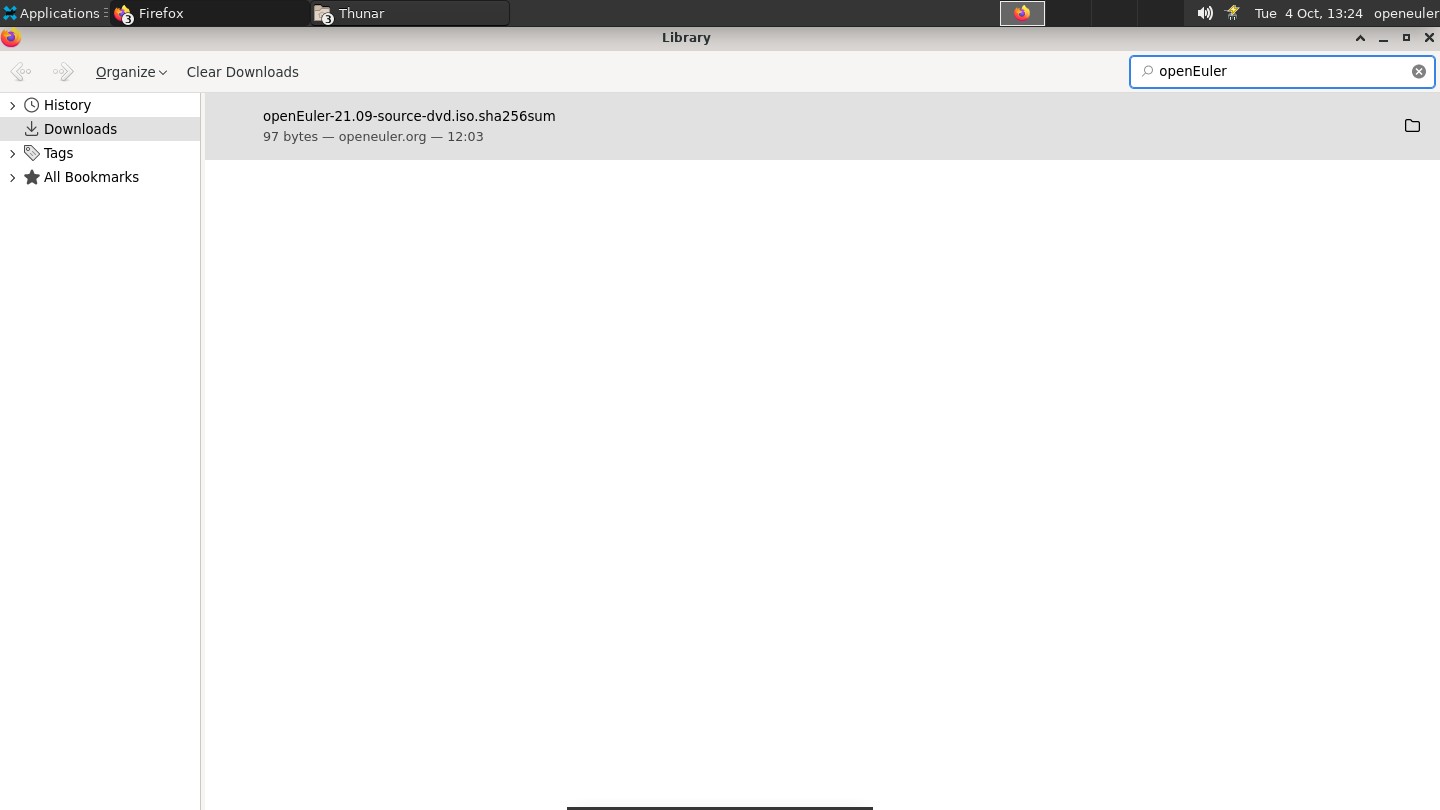 Applications
3 Firefox
3 Thunar
Tue 4 Oct, 13:24 openeuler
Library
Organize
Clear Downloads
openEuler
History
Downloads
Tags
All Bookmarks
openEuler-21.09-source-dvd.iso.sha256sum
97 bytes — openeuler.org — 12:03